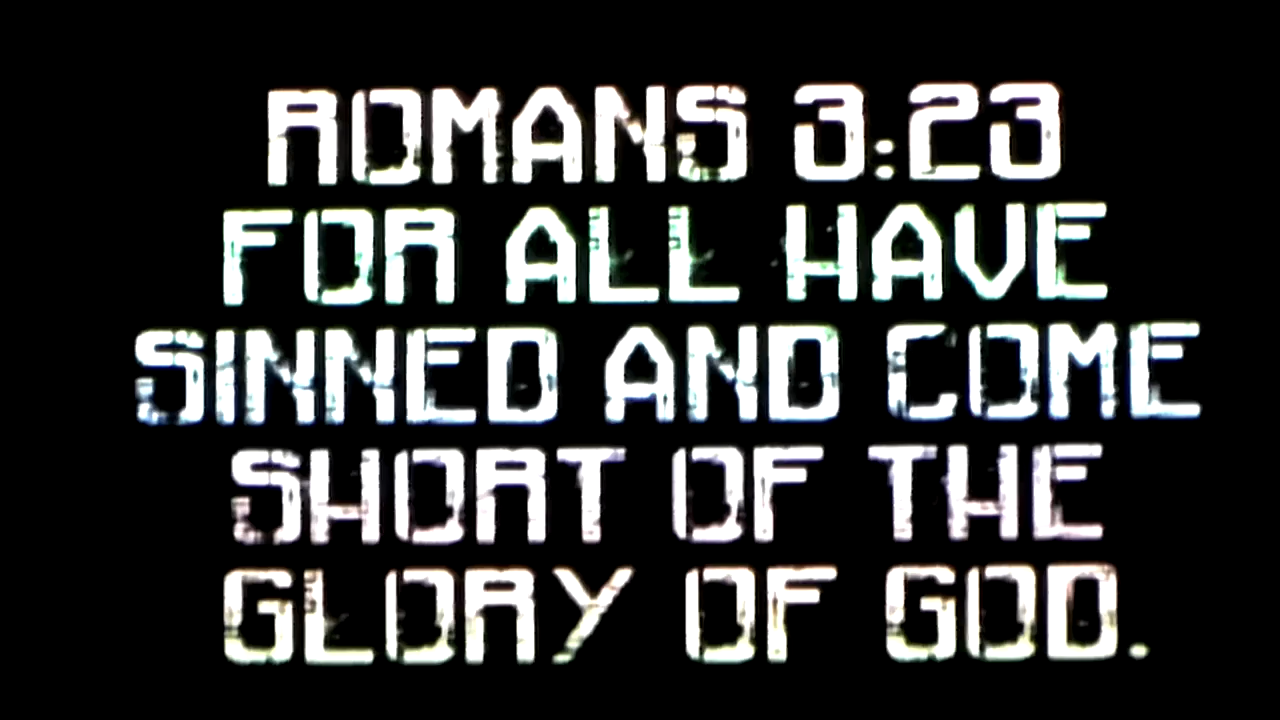 ROMANS 3:23
FOR ALL HAVE
SINNED AND COME
SHORT OF THE
GLORY OF GOD.